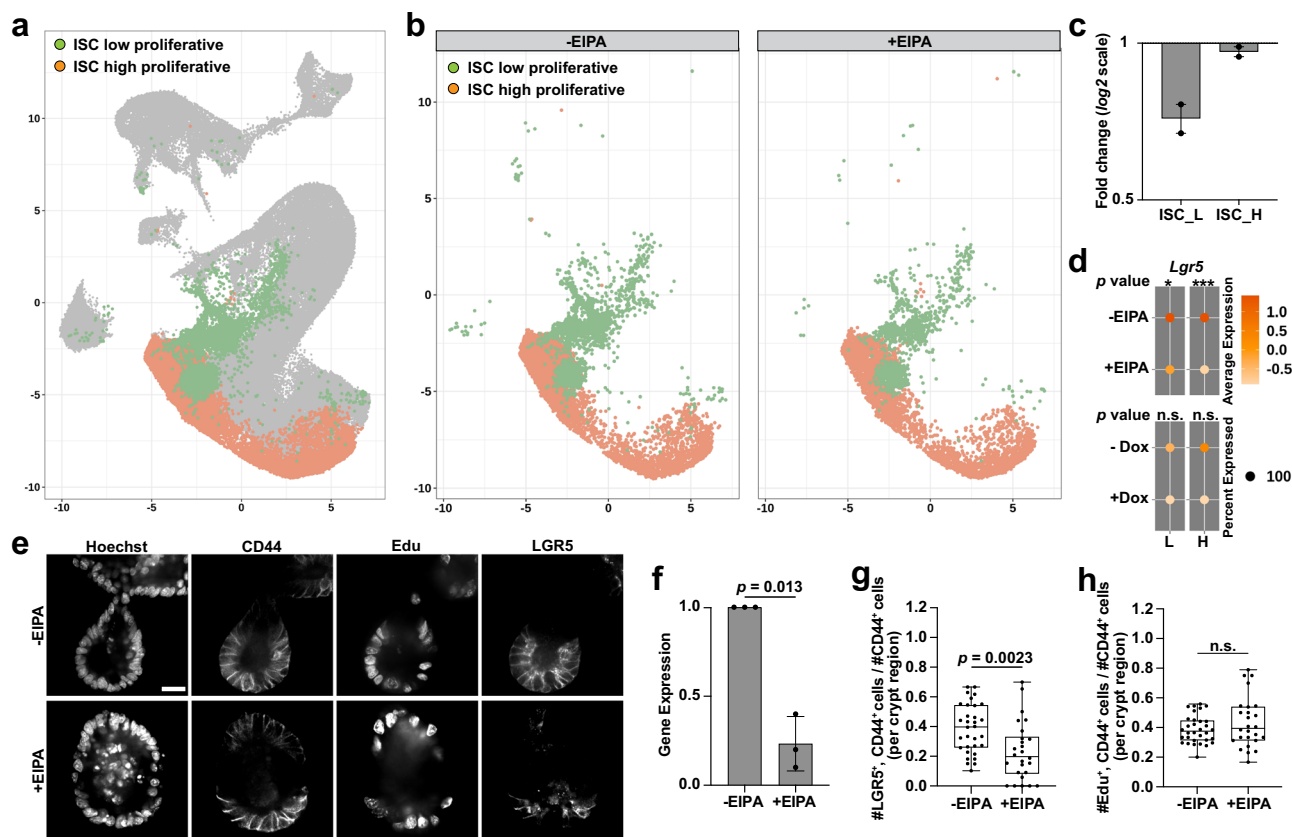 a
ISC low proliferative
ISC high proliferative
10
5
0
-5
-10
-10
-5
0
5
b
-EIPA
+EIPA
ISC low proliferative
ISC high proliferative
10
5
0
-5
-10
-10
-5
0
5
-10
-5
0
5
c
Fold change (log2 scale)
1
0.5
ISC_L
ISC_H
d
Lgr5
p value
*
***
-EIPA
+EIPA
Average Expression
1.0
0.5
0.0
-0.5
p value
n.s.
n.s.
- Dox
+Dox
Percent Expressed
100
L
H
e
Hoechst
CD44
Edu
LGR5
-EIPA
+EIPA
f
p = 0.013
Gene Expression
1.0
0.5
0.0
-EIPA
+EIPA
g
p = 0.0023
#LGR5⁺, CD44⁺ cells / #CD44⁺ cells
(per crypt region)
1.2
1.0
0.8
0.6
0.4
0.2
0
-EIPA
+EIPA
h
n.s.
#Edu⁺, CD44⁺ cells / #CD44⁺ cells
(per crypt region)
1.2
1.0
0.8
0.6
0.4
0.2
0
-EIPA
+EIPA